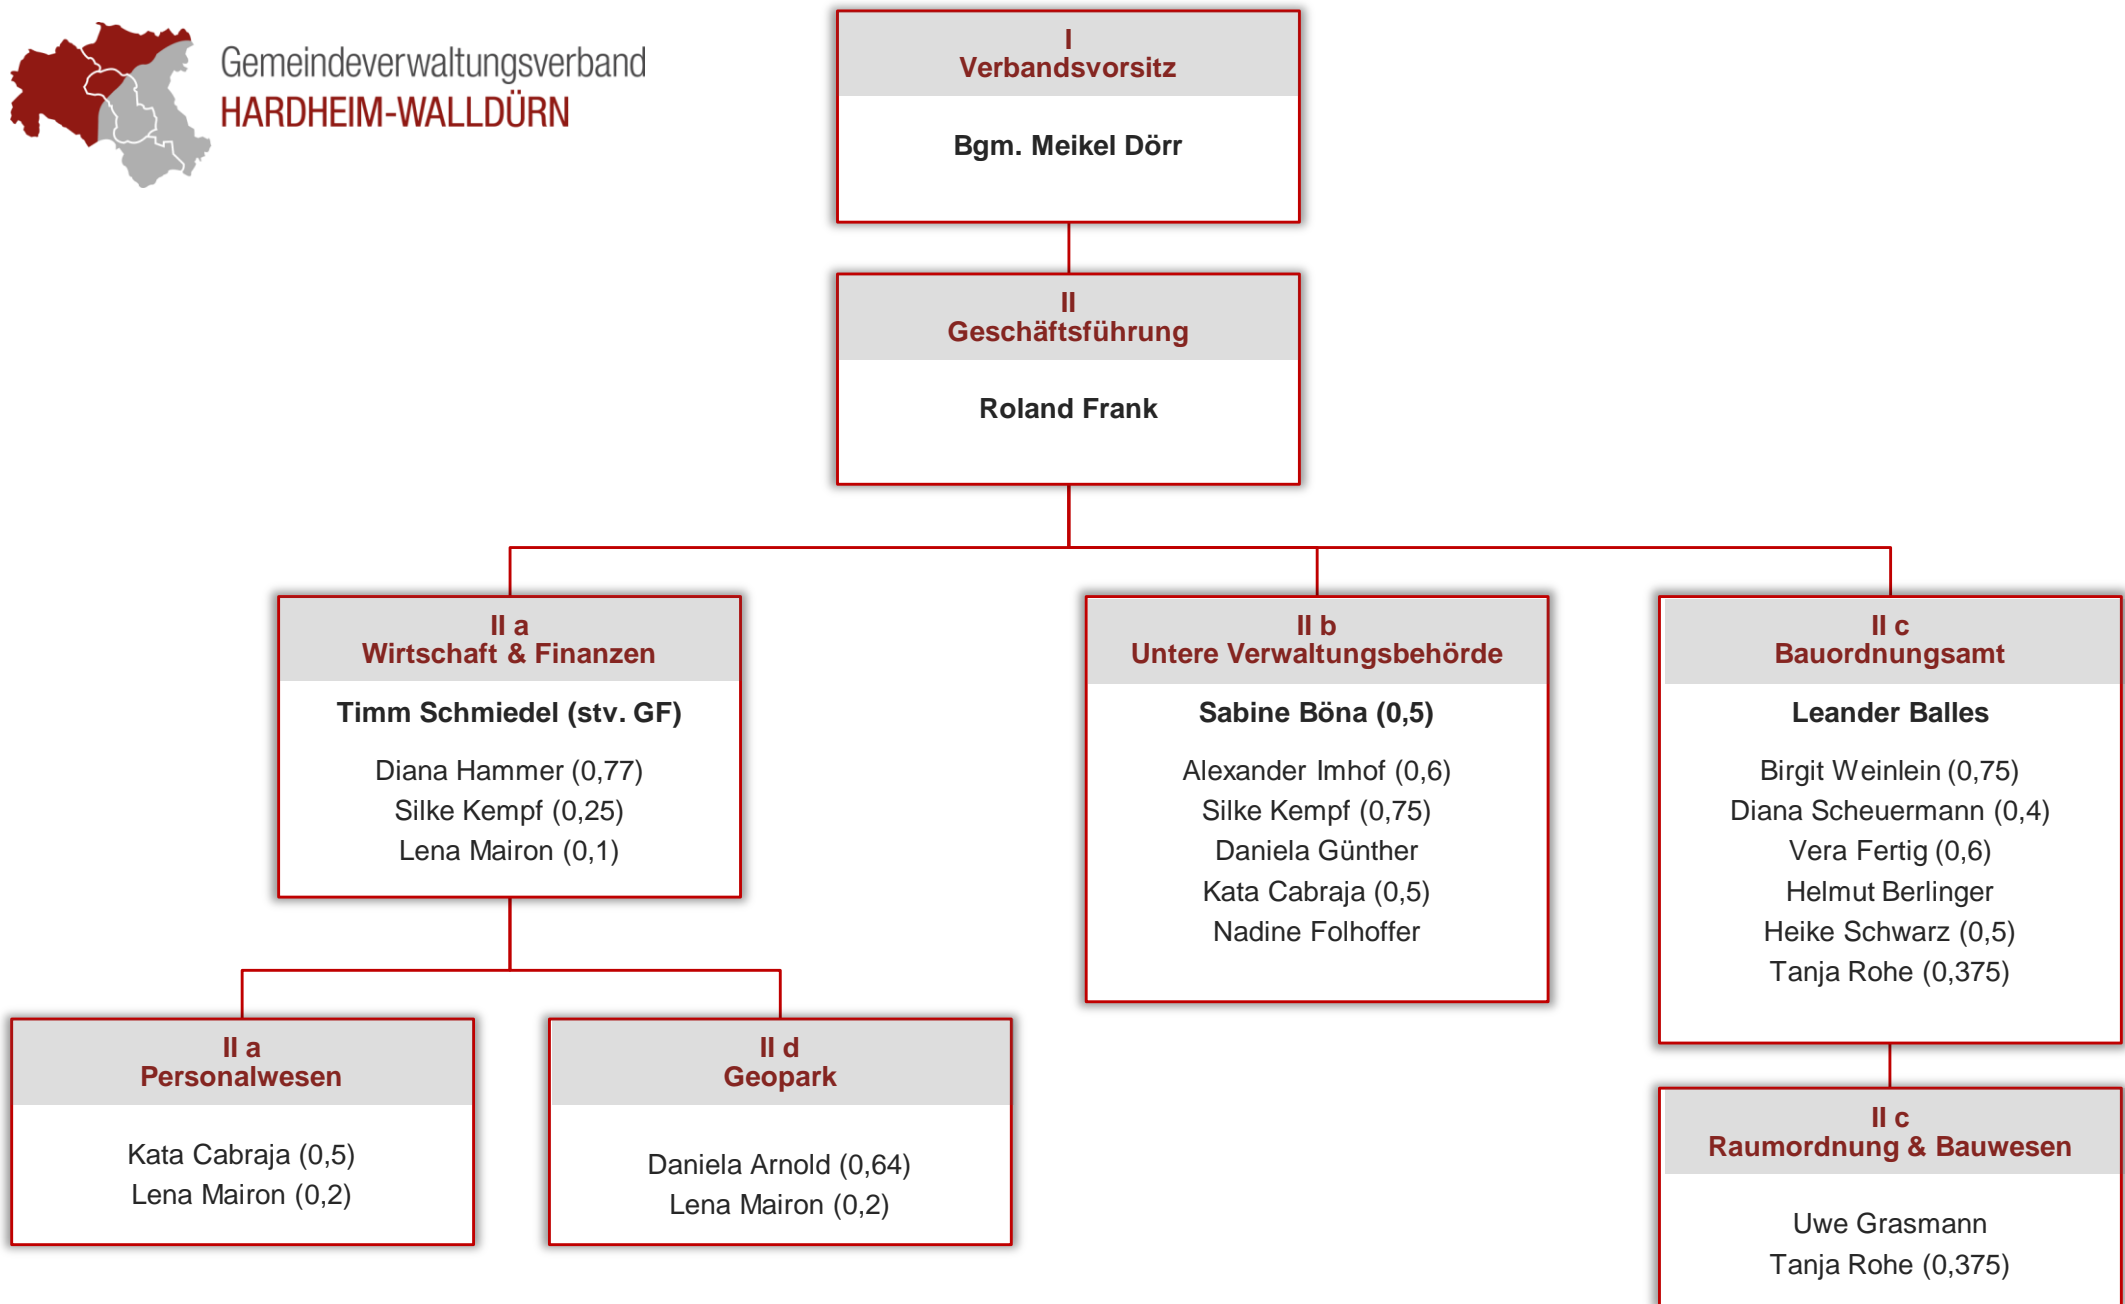 Gemeindeverwaltungsverband
HARDHEIM-WALLDÜRN
I
Verbandsvorsitz
Bgm. Meikel Dörr
II
Geschäftsführung
Roland Frank
II a
Wirtschaft & Finanzen
Timm Schmiedel (stv. GF)
Diana Hammer (0,77)
Silke Kempf (0,25)
Lena Mairon (0,1)
II b
Untere Verwaltungsbehörde
Sabine Böna (0,5)
Alexander Imhof (0,6)
Silke Kempf (0,75)
Daniela Günther
Kata Cabraja (0,5)
Nadine Folhoffer
II c
Bauordnungsamt
Leander Balles
Birgit Weinlein (0,75)
Diana Scheuermann (0,4)
Vera Fertig (0,6)
Helmut Berlinger
Heike Schwarz (0,5)
Tanja Rohe (0,375)
II a
Personalwesen
Kata Cabraja (0,5)
Lena Mairon (0,2)
II d
Geopark
Daniela Arnold (0,64)
Lena Mairon (0,2)
II c
Raumordnung & Bauwesen
Uwe Grasmann
Tanja Rohe (0,375)